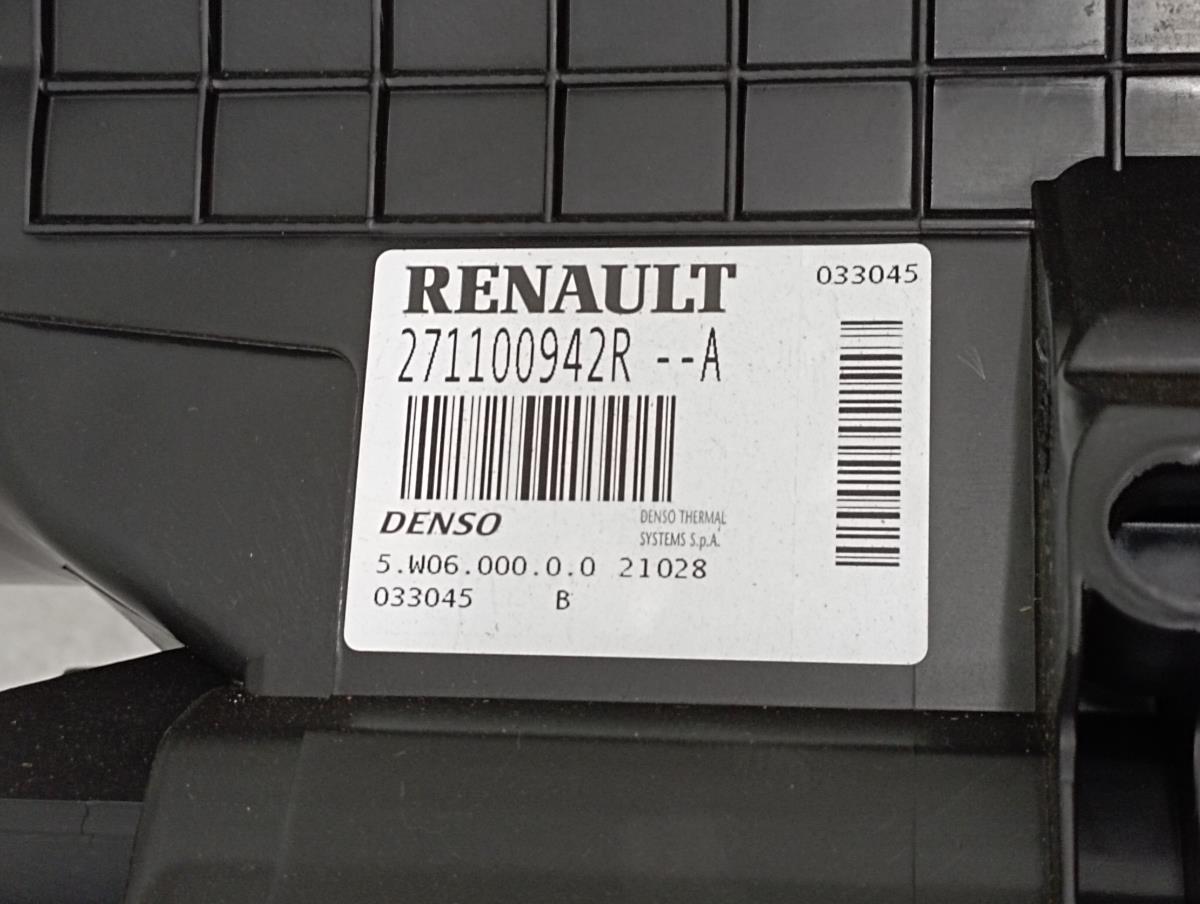 RENAULT
033045
271100942R --A
DENSO
DENSO THERMAL
SYSTEMS S.p.A.
5.W06.000.0.0 21028
033045 B